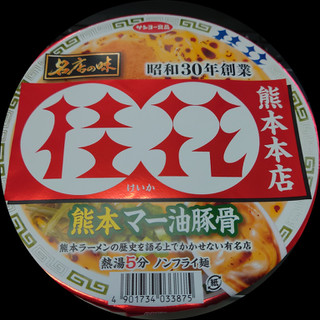 サンヨー食品
名店の味
昭和30年創業
桂花
けいか
熊本本店
熊本マー油豚骨
熊本ラーメンの歴史を語る上でかかせない有名店
熱湯5分 ノンフライ麺
4 901734 033875
紙